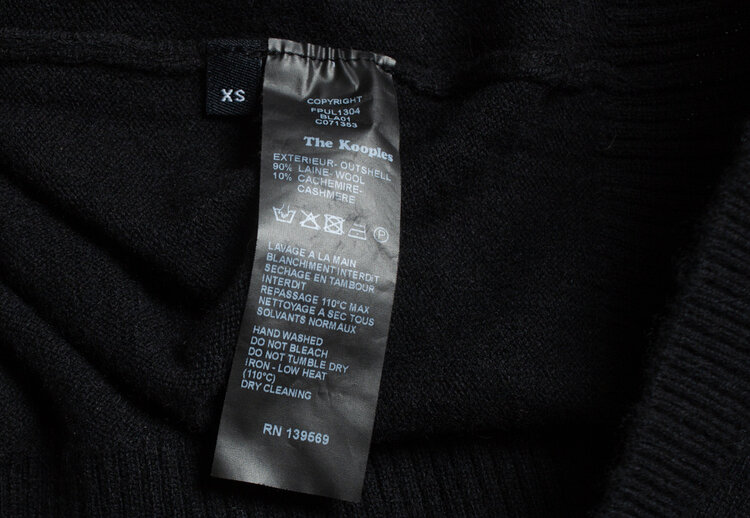 XS
COPYRIGHT
FPUL1304
BLA01
C071363
The Kooples
EXTERIEUR- OUTSHELL
90% LAINE- WOOL
10% CACHEMIRE-
CASHMERE
P
LAVAGE A LA MAIN
BLANCHIMENT INTERDIT
SECHAGE EN TAMBOUR
INTERDIT
REPASSAGE 110°C MAX
NETTOYAGE A SEC TOUS
SOLVANTS NORMAUX
HAND WASHED
DO NOT BLEACH
DO NOT TUMBLE DRY
IRON - LOW HEAT
(110°C)
DRY CLEANING
RN 139569